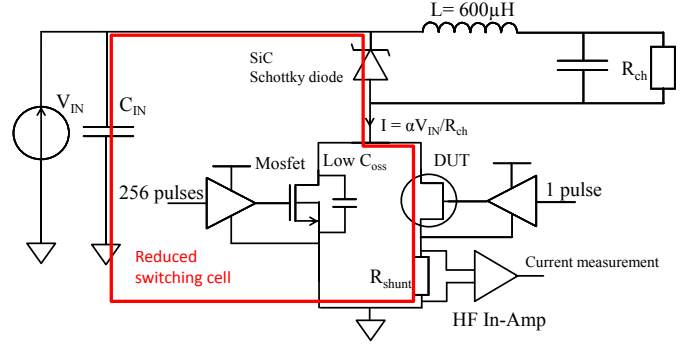 L= 600µH
SiC
Schottky diode
R_ch
V_IN
C_IN
I = αV_IN/R_ch
Mosfet
Low C_oss
DUT
256 pulses
1 pulse
Reduced
switching cell
R_shunt
Current measurement
HF In-Amp